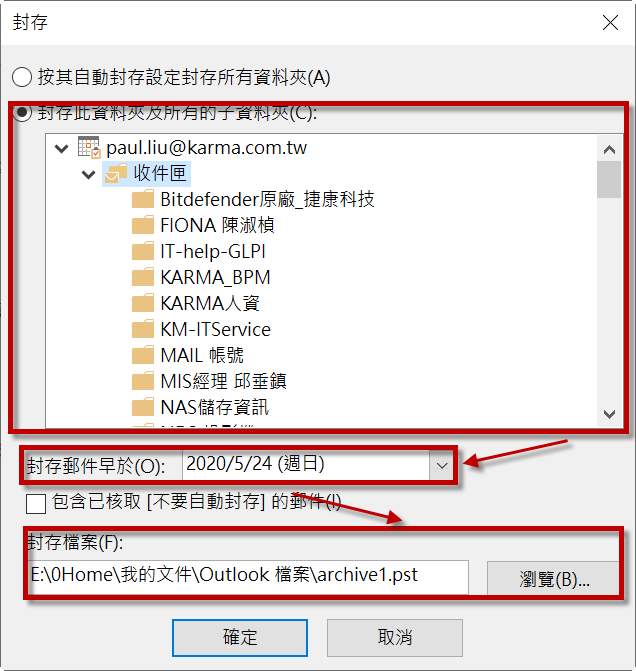 封存
按其自動封存設定封存所有資料夾(A)
封存此資料夾及所有的子資料夾(C):
paul.liu@karma.com.tw
收件匣
Bitdefender原廠_捷康科技
FIONA 陳淑楨
IT-help-GLPI
KARMA_BPM
KARMA人資
KM-ITService
MAIL 帳號
MIS經理 邱垂鎮
NAS儲存資訊
封存郵件早於(O):
2020/5/24 (週日)
包含已核取 [不要自動封存] 的郵件(I)
封存檔案(F):
E:\0Home\我的文件\Outlook 檔案\archive1.pst
瀏覽(B)...
確定
取消